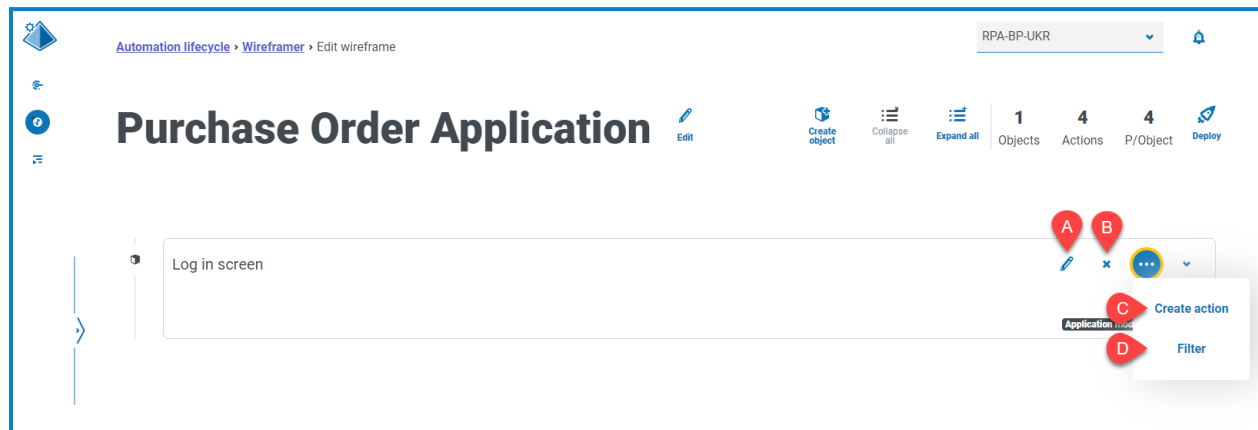 Automation lifecycle › Wireframer › Edit wireframe
RPA-BP-UKR
Purchase Order Application
Edit
Create object
Collapse all
Expand all
1 Objects
4 Actions
4 P/Object
Deploy
A
B
Log in screen
C
Create action
Application
D
Filter